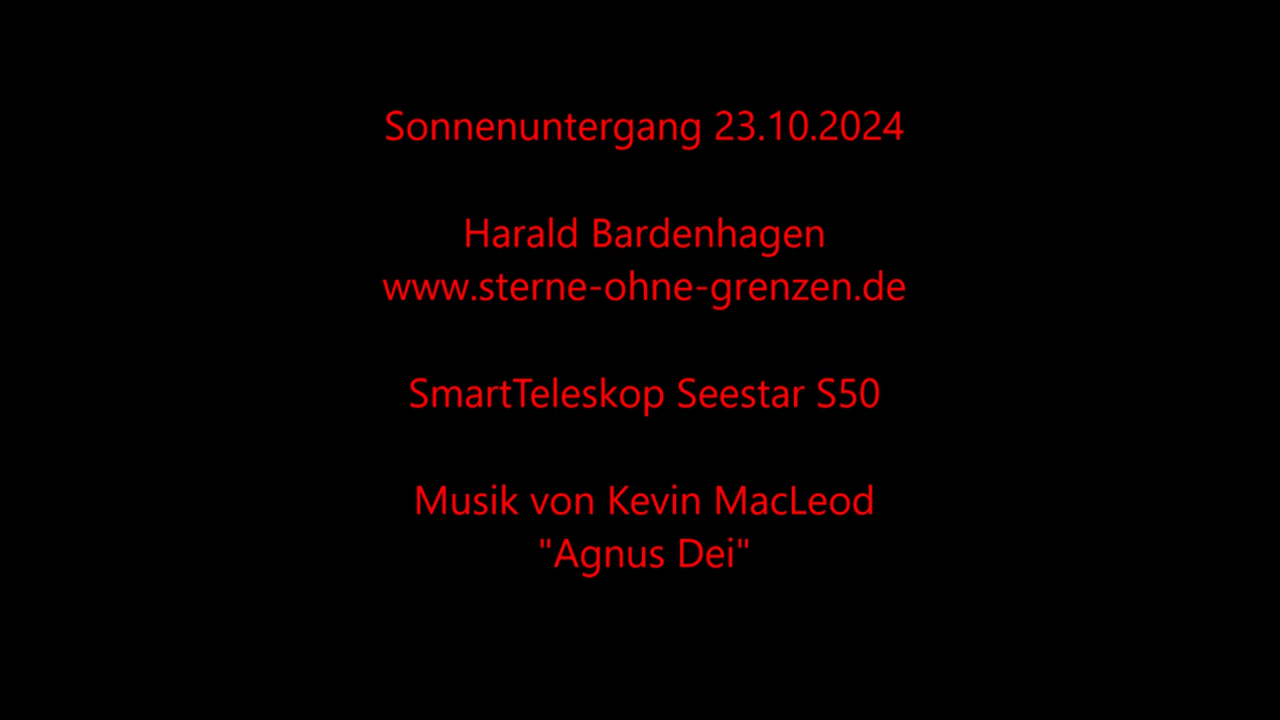 Sonnenuntergang 23.10.2024
Harald Bardenhagen
www.sterne-ohne-grenzen.de
SmartTeleskop Seestar S50
Musik von Kevin MacLeod
"Agnus Dei"